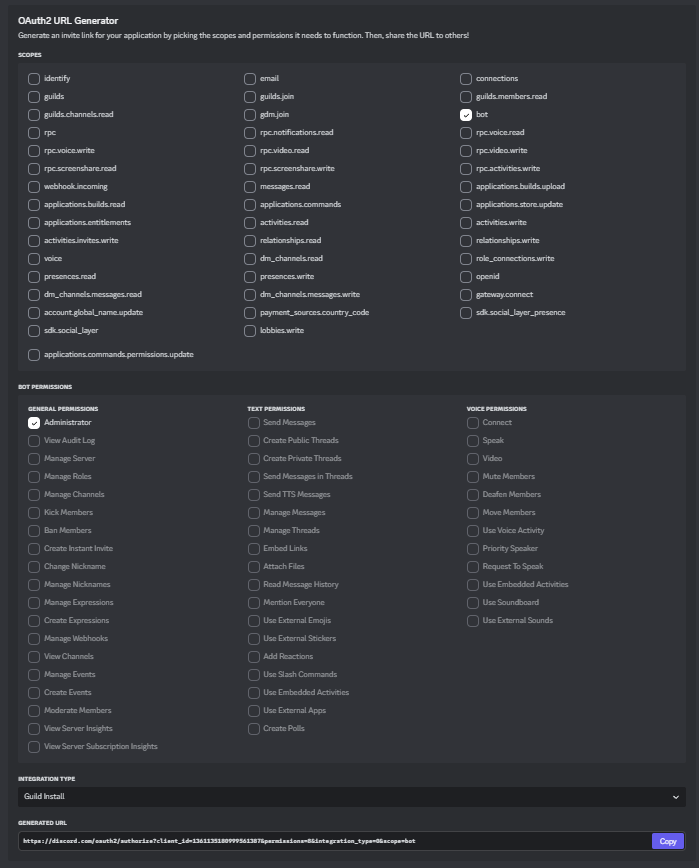 OAuth2 URL Generator
Generate an invite link for your application by picking the scopes and permissions it needs to function. Then, share the URL to others!
SCOPES
identify
email
connections
guilds
guilds.join
guilds.members.read
guilds.channels.read
gdm.join
bot
rpc
rpc.notifications.read
rpc.voice.read
rpc.voice.write
rpc.video.read
rpc.video.write
rpc.screenshare.read
rpc.screenshare.write
rpc.activities.write
webhook.incoming
messages.read
applications.builds.upload
applications.builds.read
applications.commands
applications.store.update
applications.entitlements
activities.read
activities.write
activities.invites.write
relationships.read
relationships.write
voice
dm_channels.read
role_connections.write
presences.read
presences.write
openid
dm_channels.messages.read
dm_channels.messages.write
gateway.connect
account.global_name.update
payment_sources.country_code
sdk.social_layer_presence
sdk.social_layer
lobbies.write
applications.commands.permissions.update
BOT PERMISSIONS
GENERAL PERMISSIONS
Administrator
View Audit Log
Manage Server
Manage Roles
Manage Channels
Kick Members
Ban Members
Create Instant Invite
Change Nickname
Manage Nicknames
Manage Expressions
Create Expressions
Manage Webhooks
View Channels
Manage Events
Create Events
Moderate Members
View Server Insights
View Server Subscription Insights
TEXT PERMISSIONS
Send Messages
Create Public Threads
Create Private Threads
Send Messages in Threads
Send TTS Messages
Manage Messages
Manage Threads
Embed Links
Attach Files
Read Message History
Mention Everyone
Use External Emojis
Use External Stickers
Add Reactions
Use Slash Commands
Use Embedded Activities
Use External Apps
Create Polls
VOICE PERMISSIONS
Connect
Speak
Video
Mute Members
Deafen Members
Move Members
Use Voice Activity
Priority Speaker
Request To Speak
Use Embedded Activities
Use Soundboard
Use External Sounds
INTEGRATION TYPE
Guild Install
GENERATED URL
https://discord.com/oauth2/authorize?client_id=1361135180999561387&permissions=8&integration_type=0&scope=bot
Copy